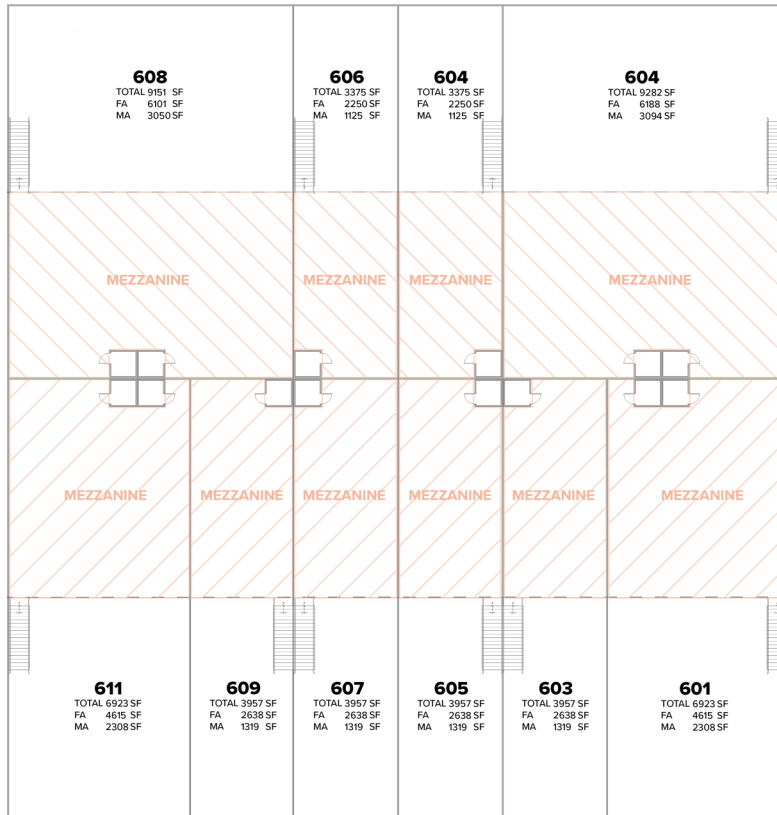 608
TOTAL 9151 SF
FA 6101 SF
MA 3050 SF
606
TOTAL 3375 SF
FA 2250 SF
MA 1125 SF
604
TOTAL 3375 SF
FA 2250 SF
MA 1125 SF
604
TOTAL 9282 SF
FA 6188 SF
MA 3094 SF
MEZZANINE
MEZZANINE
MEZZANINE
MEZZANINE
MEZZANINE
MEZZANINE
MEZZANINE
MEZZANINE
MEZZANINE
MEZZANINE
611
TOTAL 6923 SF
FA 4615 SF
MA 2308 SF
609
TOTAL 3957 SF
FA 2638 SF
MA 1319 SF
607
TOTAL 3957 SF
FA 2638 SF
MA 1319 SF
605
TOTAL 3957 SF
FA 2638 SF
MA 1319 SF
603
TOTAL 3957 SF
FA 2638 SF
MA 1319 SF
601
TOTAL 6923 SF
FA 4615 SF
MA 2308 SF